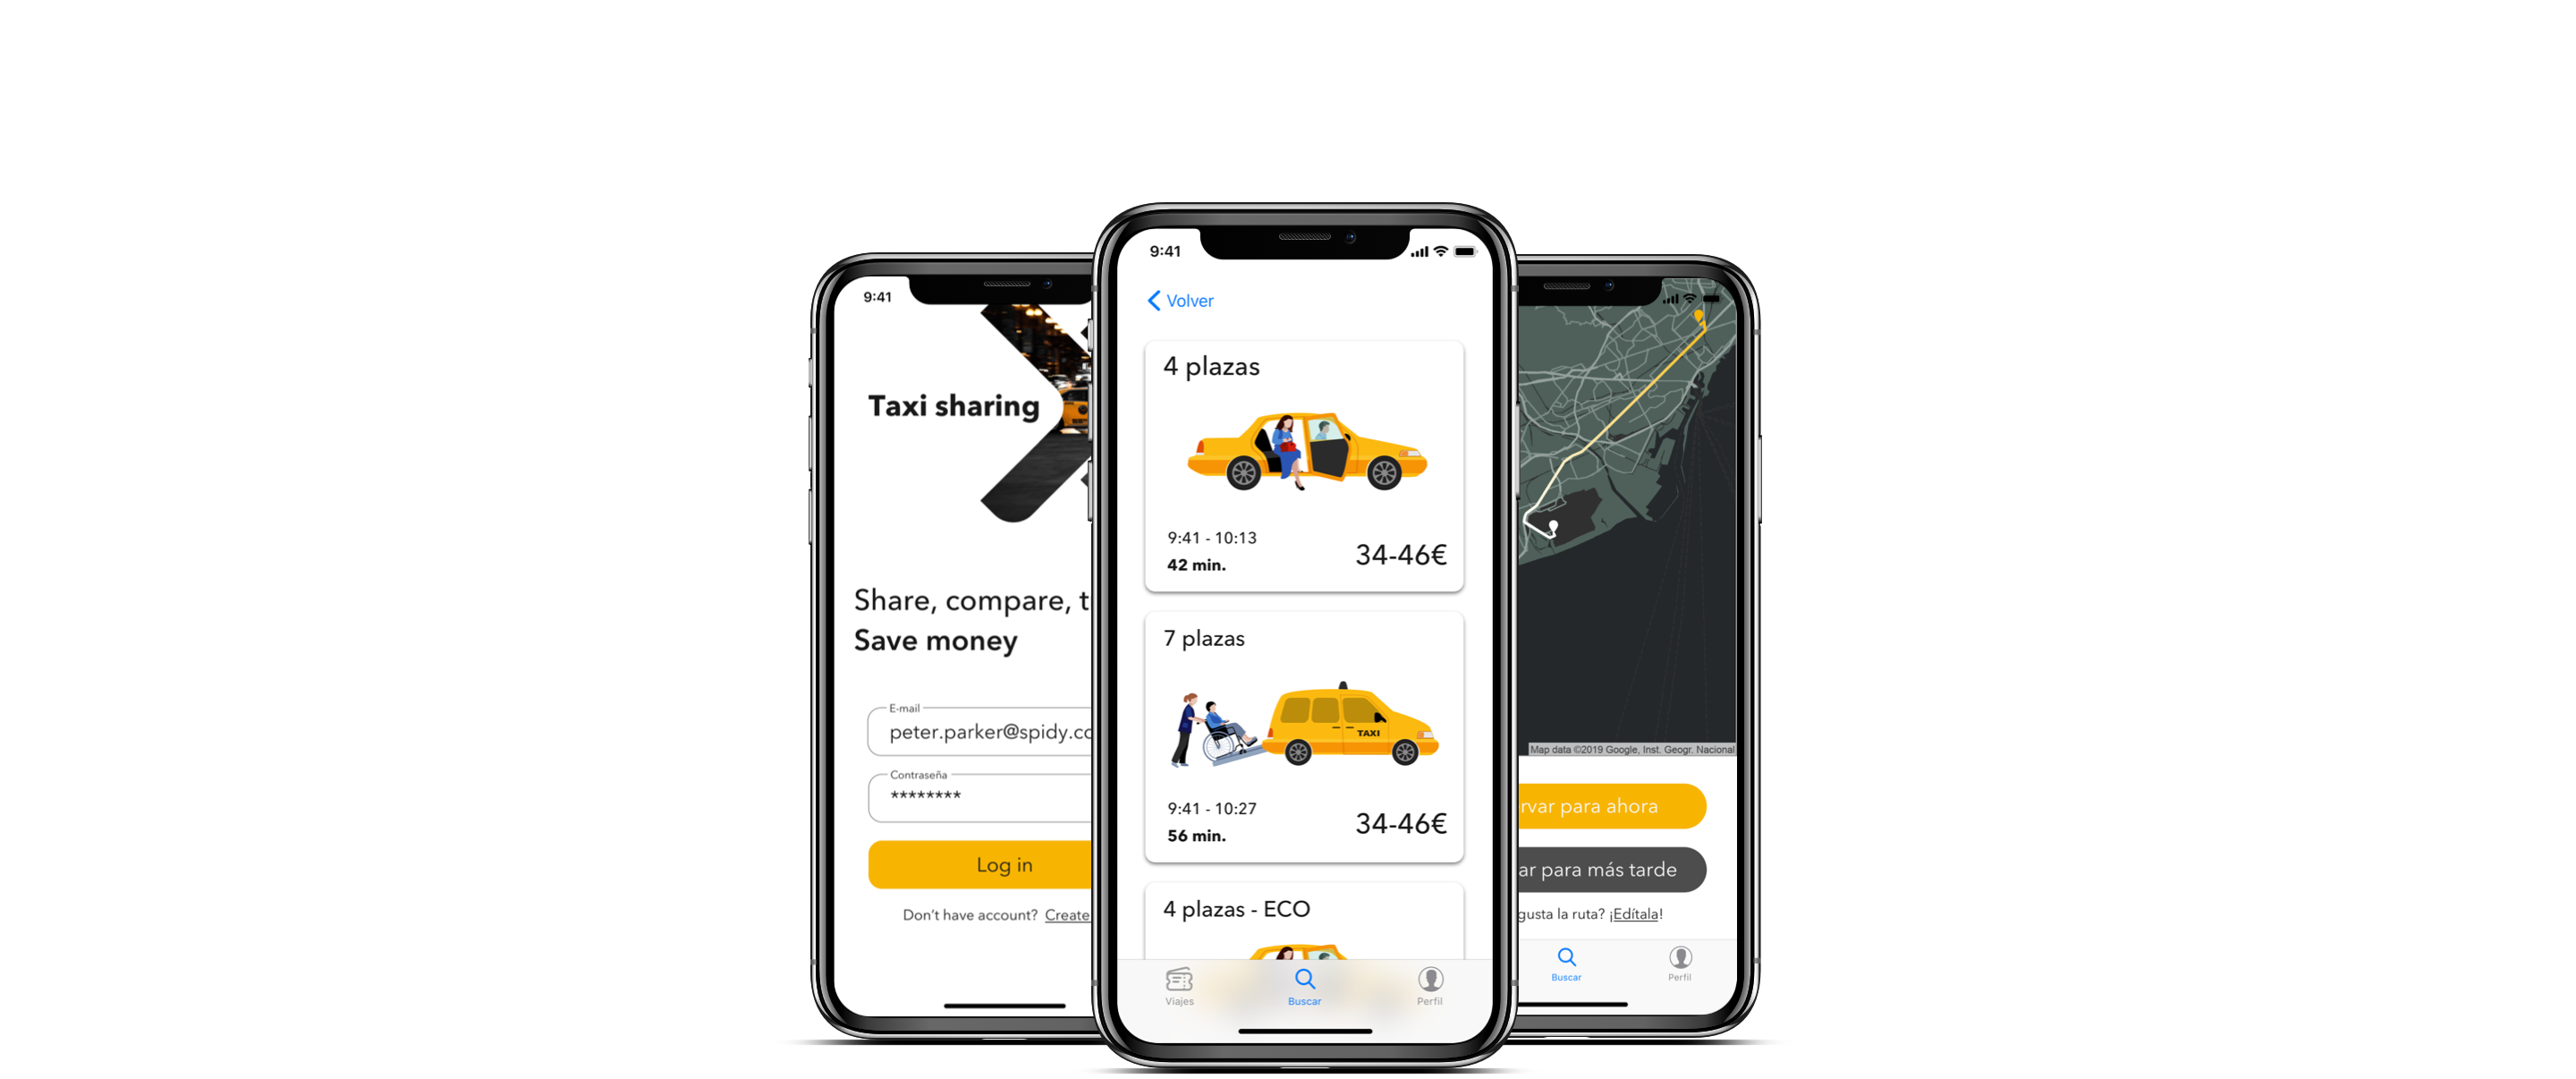 9:41
Taxi sharing
Share, compare, t
Save money
E-mail
peter.parker@spidy.co
Contraseña
********
Log in
Don't have account? Create
9:41
Volver
4 plazas
9:41 - 10:13
42 min.
34-46€
7 plazas
TAXI
9:41 - 10:27
56 min.
34-46€
4 plazas - ECO
Viajes
Buscar
Perfil
Map data ©2019 Google, Inst. Geogr. Nacional
rvar para ahora
ar para más tarde
gusta la ruta? ¡Edítala!
Buscar
Perfil